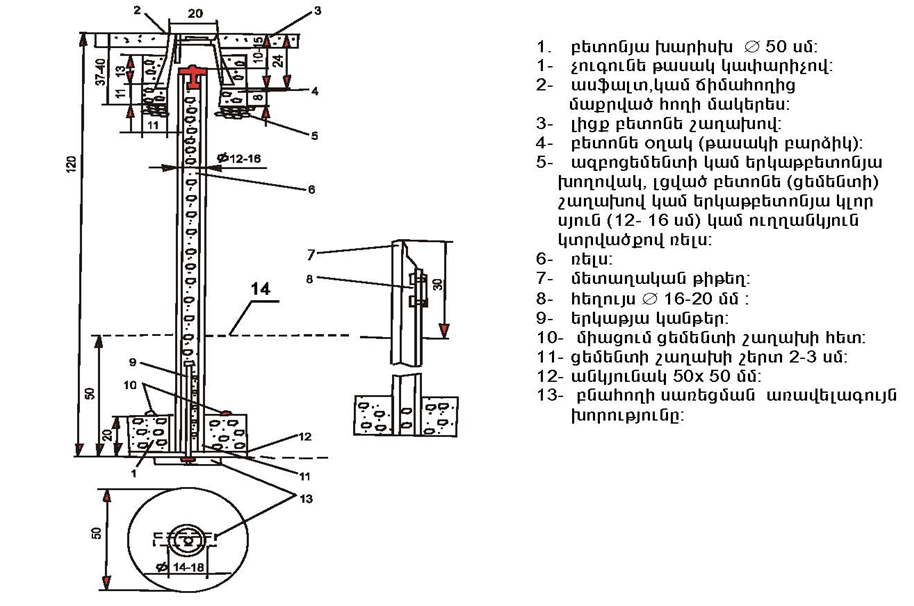 2
20
3
37-40
13
11
11
10-15
24
8
4
5
Փ12-16
120
6
7
8
30
14
9
10
50
20
12
1
11
13
50
Փ 14-18
1. բետոնյա խարիսխ ∅ 50 սմ:
1- չուգունե թասակ կափարիչով:
2- ասֆալտ,կամ ճիմահողից
մաքրված հողի մակերես:
3- լիցք բետոնե շաղախով:
4- բետոնե օղակ (թասակի բարձիկ):
5- ազբոցեմենտի կամ երկաթբետոնյա
խողովակ, լցված բետոնե (ցեմենտի)
շաղախով կամ երկաթբետոնյա կլոր
սյուն (12- 16 սմ) կամ ուղղանկյուն
կտրվածքով ռելս:
6- ռելս:
7- մետաղական թիթեղ:
8- հեղույս ∅ 16-20 մմ :
9- երկաթյա կանթեր:
10- միացում ցեմենտի շաղախի հետ:
11- ցեմենտի շաղախի շերտ 2-3 սմ:
12- անկյունակ 50x 50 մմ:
13- բնահողի սառեցման առավելագույն
խորությունը: